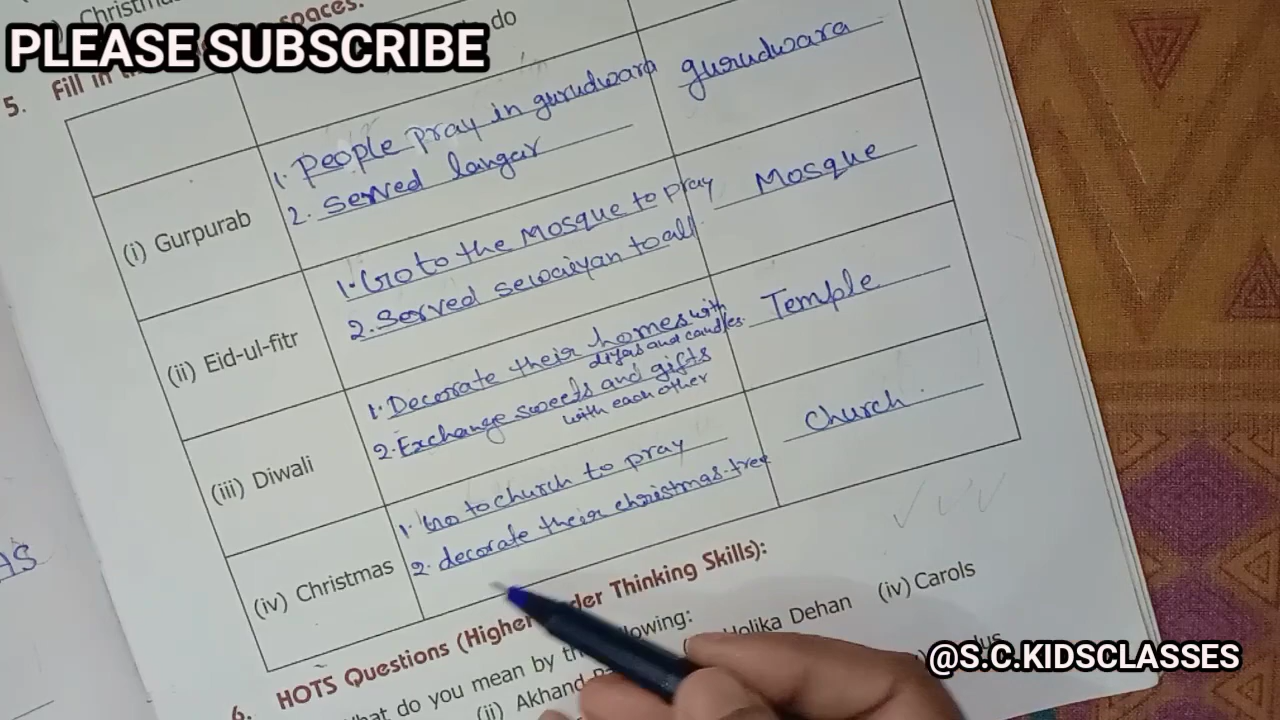 ) Christmas
PLEASE SUBSCRIBE
spaces.
do
5. Fill in the
(i) Gurpurab
1. People pray in gurudwara
2. served langar
gurudwara
(ii) Eid-ul-fitr
1. Go to the Mosque to pray
2. Served sewaiyan to all.
Mosque
(iii) Diwali
1. Decorate their homes with
diyas and candles.
2. Exchange sweets and gifts
with each other
Temple
(iv) Christmas
1. Go to church to pray
2. decorate their christmas tree
church.
HOTS Questions (Higher Order Thinking Skills):
6. What do you mean by the following:
(ii) Akhand
Holika Dehan
(iv) Carols
@S.C.KIDSCLASSES